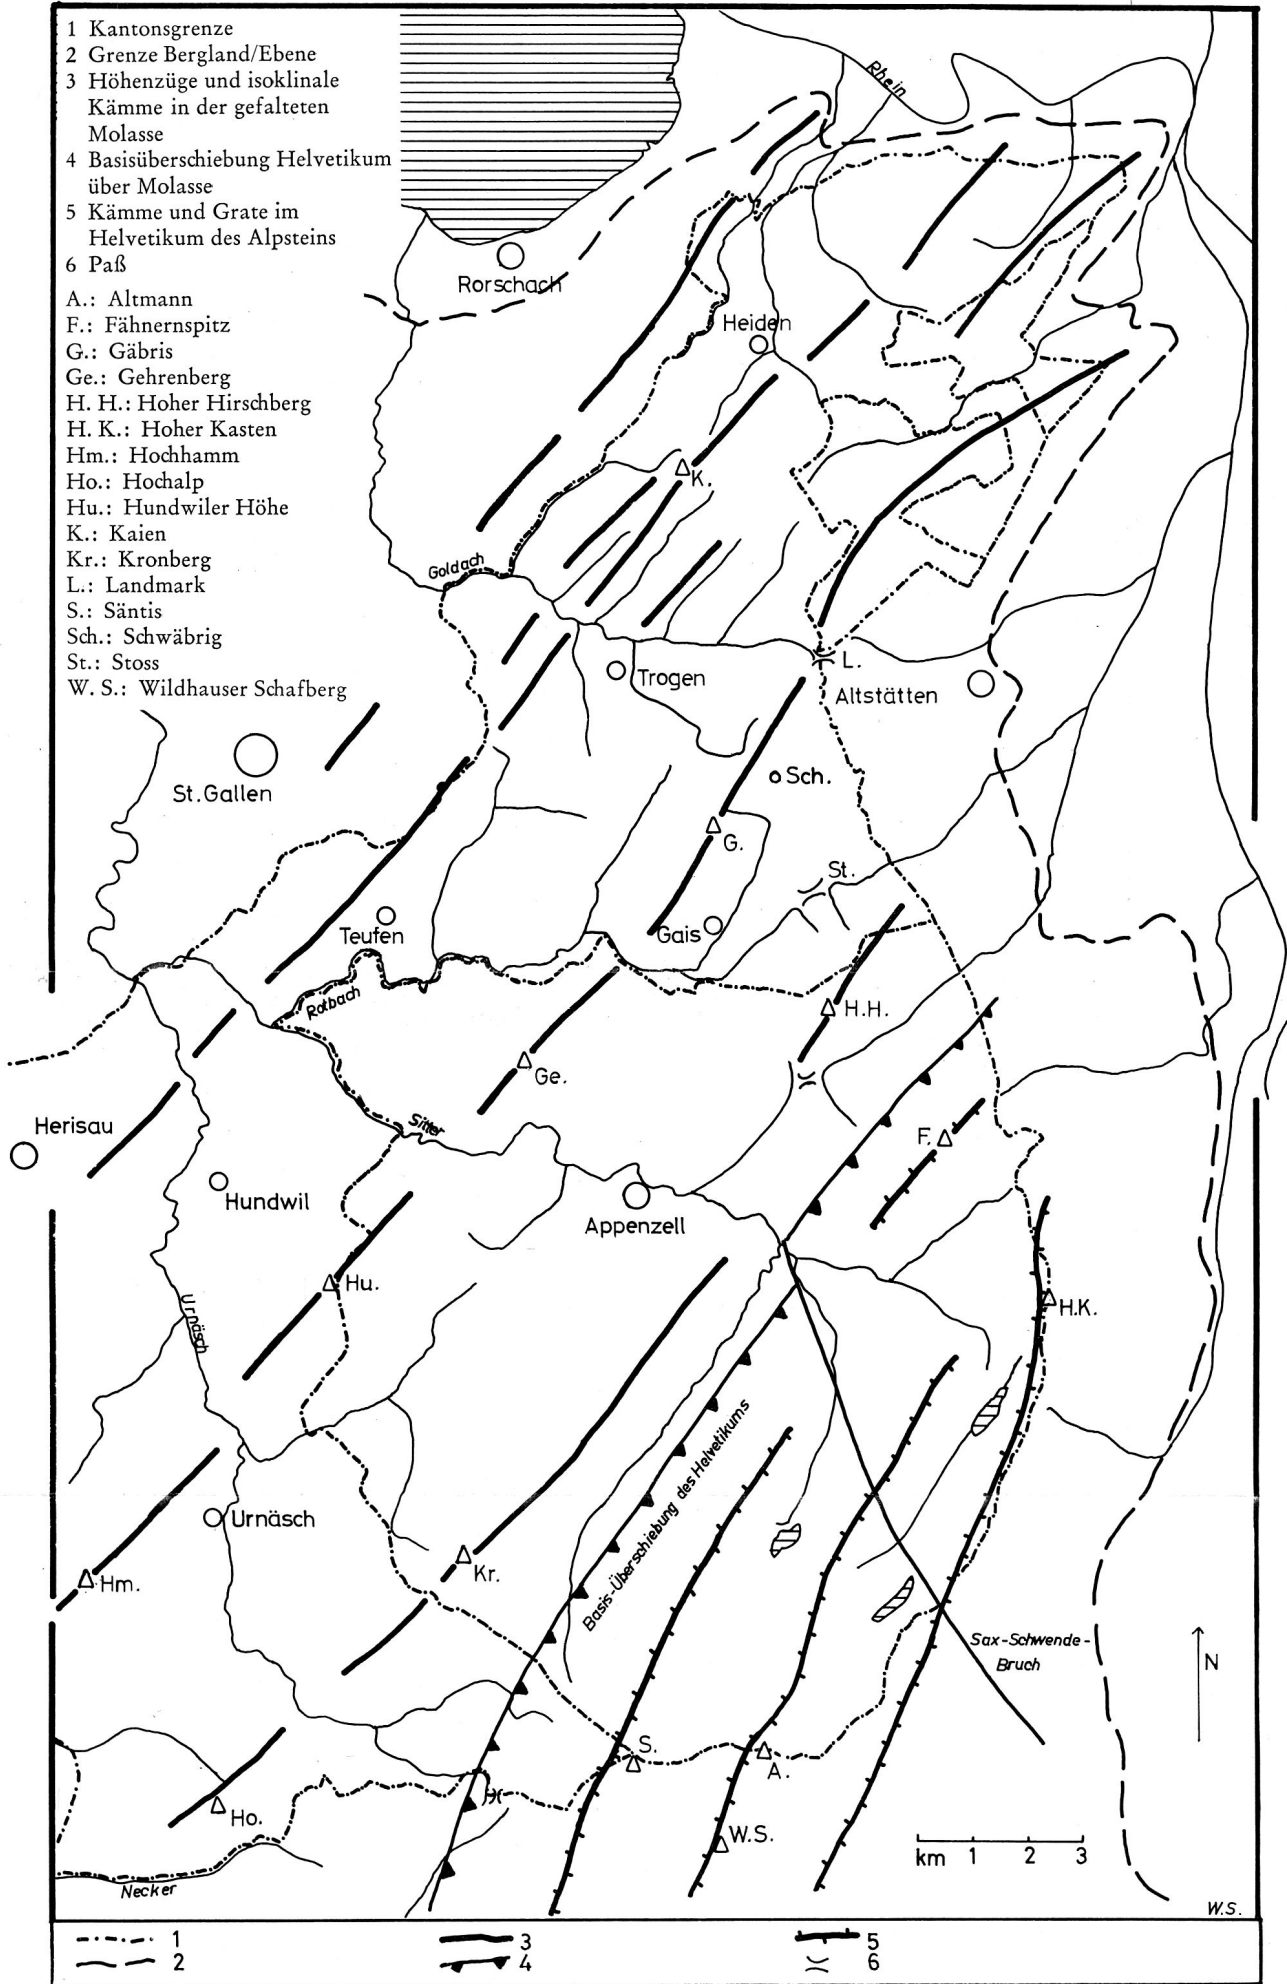 1 Kantonsgrenze
2 Grenze Bergland/Ebene
3 Höhenzüge und isoklinale
Kämme in der gefalteten
Molasse
4 Basisüberschiebung Helvetikum
über Molasse
5 Kämme und Grate im
Helvetikum des Alpsteins
6 Paß
A.: Altmann
F.: Fähnernspitz
G.: Gäbris
Ge.: Gehrenberg
H. H.: Hoher Hirschberg
H. K.: Hoher Kasten
Hm.: Hochhamm
Ho.: Hochalp
Hu.: Hundwiler Höhe
K.: Kaien
Kr.: Kronberg
L.: Landmark
S.: Säntis
Sch.: Schwäbrig
St.: Stoss
W. S.: Wildhauser Schafberg
Rhein
Rorschach
Heiden
K.
Goldach
Trogen
L.
Altstätten
St.Gallen
Sch.
G.
St.
Teufen
Gais
Rotbach
H.H.
Ge.
Herisau
Sitter
F.
Hundwil
Appenzell
Hu.
H.K.
Urnäsch
Basis-Überschiebung des Helvetikums
Urnäsch
Kr.
Hm.
Sax-Schwende-
Bruch
N
S.
A.
Ho.
W.S.
km 1 2 3
Necker
W.S.
1 3 5
2 4 6